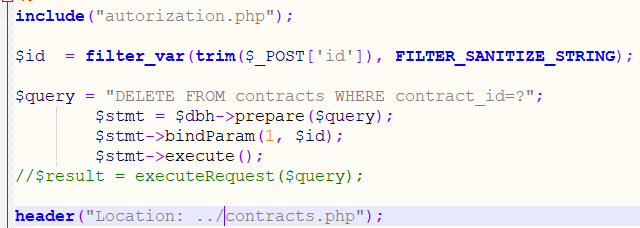 include("autorization.php");
$id  = filter_var(trim($_POST['id']), FILTER_SANITIZE_STRING);
$query = "DELETE FROM contracts WHERE contract_id=?";
        $stmt = $dbh->prepare($query);
        $stmt->bindParam(1, $id);
        $stmt->execute();
//$result = executeRequest($query);
header("Location: ../contracts.php");